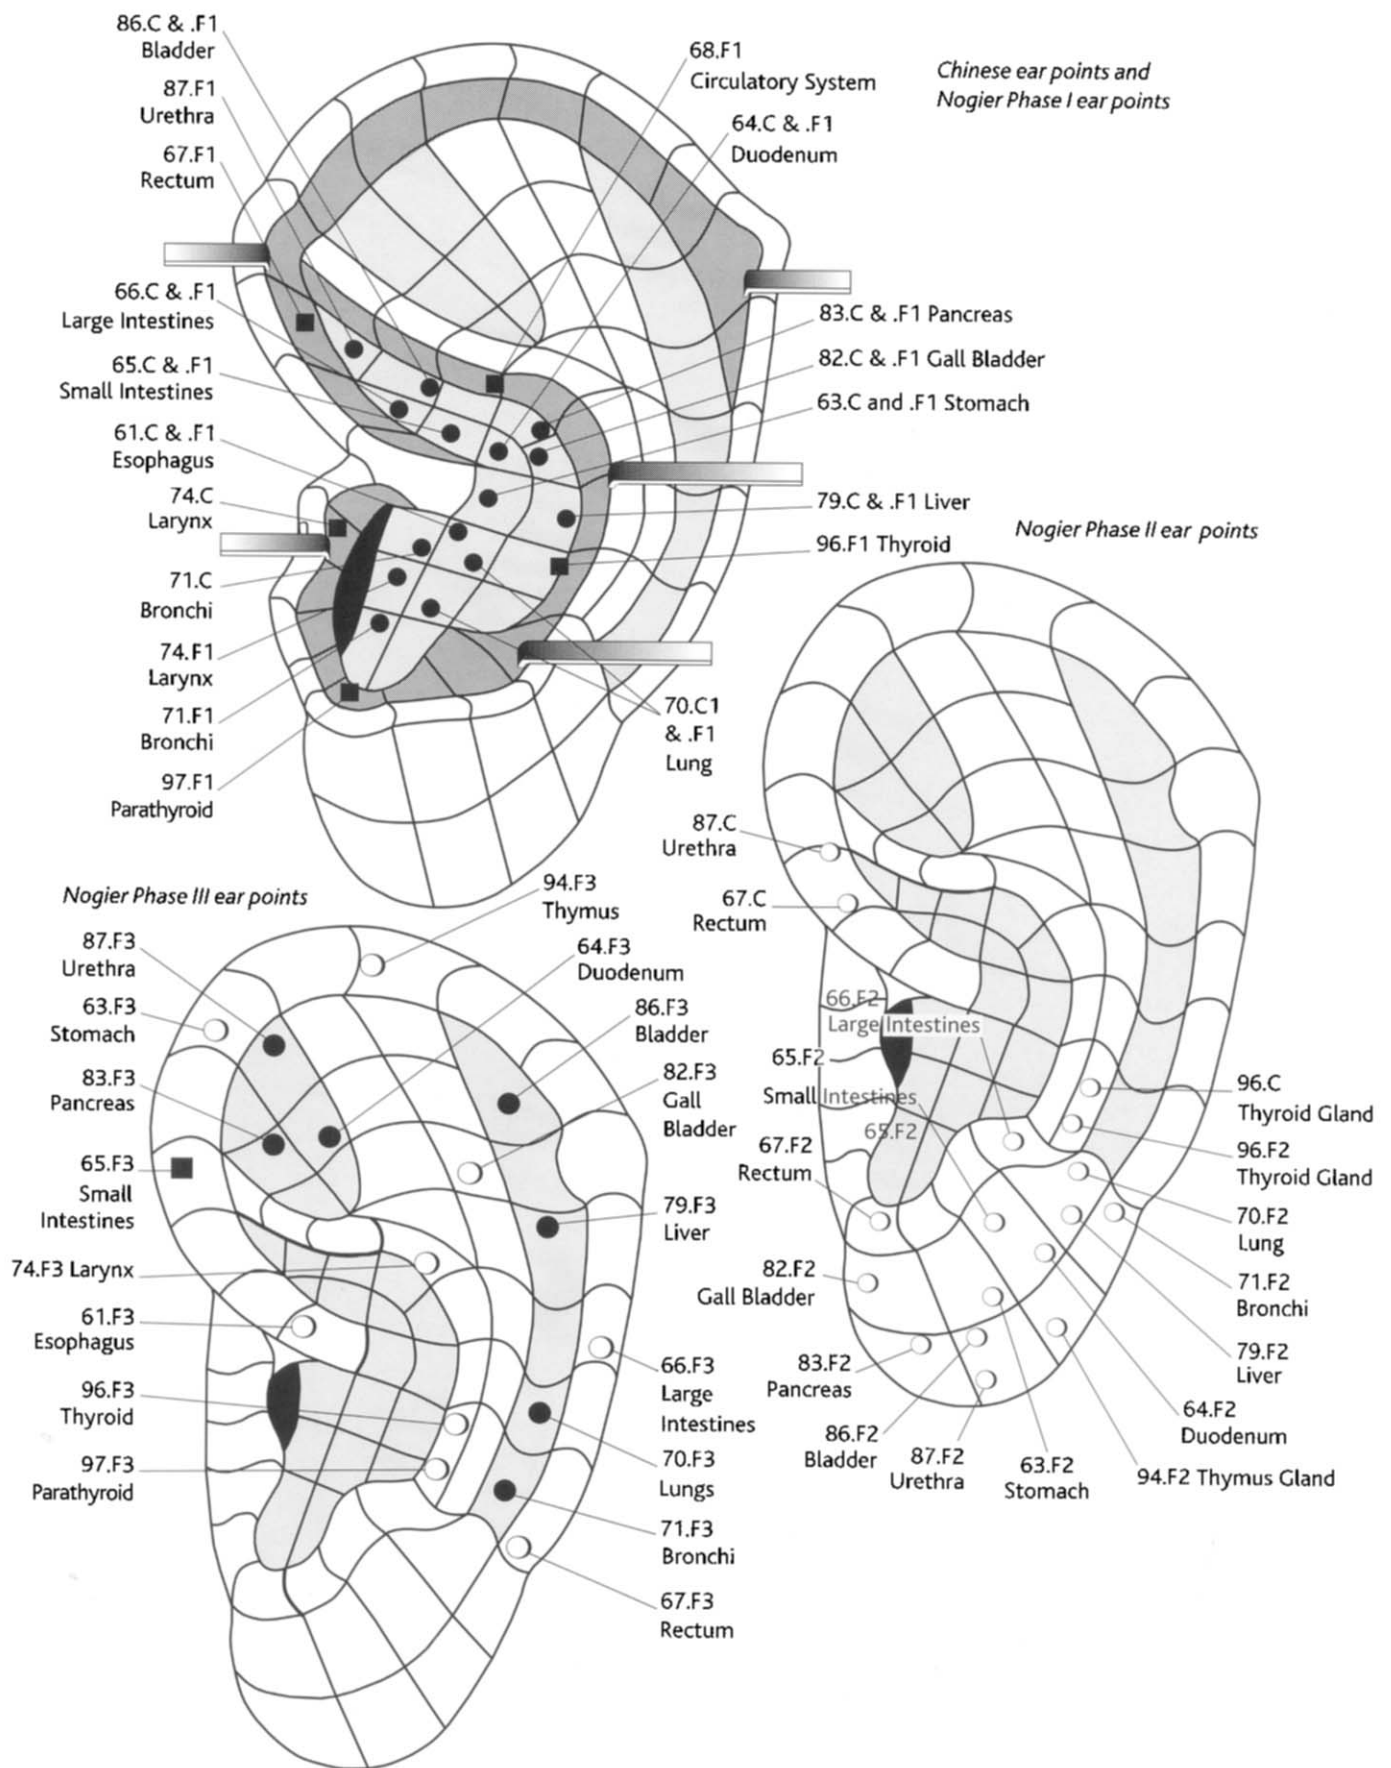 86.C & .F1
Bladder
87.F1
Urethra
67.F1
Rectum
66.C & .F1
Large Intestines
65.C & .F1
Small Intestines
61.C & .F1
Esophagus
74.C
Larynx
71.C
Bronchi
74.F1
Larynx
71.F1
Bronchi
97.F1
Parathyroid
68.F1
Circulatory System
64.C & .F1
Duodenum
Chinese ear points and
Nogier Phase I ear points
83.C & .F1 Pancreas
82.C & .F1 Gall Bladder
63.C and .F1 Stomach
79.C & .F1 Liver
96.F1 Thyroid
70.C1
& .F1
Lung
Nogier Phase II ear points
87.C
Urethra
67.C
Rectum
66.F2
Large Intestines
65.F2
Small Intestines
65.F2
67.F2
Rectum
82.F2
Gall Bladder
83.F2
Pancreas
86.F2
Bladder
87.F2
Urethra
63.F2
Stomach
96.C
Thyroid Gland
96.F2
Thyroid Gland
70.F2
Lung
71.F2
Bronchi
79.F2
Liver
64.F2
Duodenum
94.F2 Thymus Gland
Nogier Phase III ear points
87.F3
Urethra
63.F3
Stomach
83.F3
Pancreas
65.F3
Small
Intestines
74.F3 Larynx
61.F3
Esophagus
96.F3
Thyroid
97.F3
Parathyroid
94.F3
Thymus
64.F3
Duodenum
86.F3
Bladder
82.F3
Gall
Bladder
79.F3
Liver
66.F3
Large
Intestines
70.F3
Lungs
71.F3
Bronchi
67.F3
Rectum